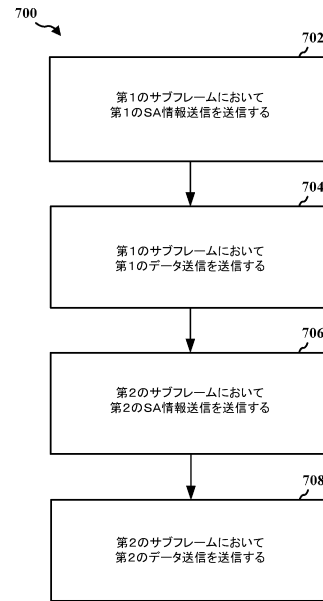 700
702
第1のサブフレームにおいて
第1のSA情報送信を送信する
704
第1のサブフレームにおいて
第1のデータ送信を送信する
706
第2のサブフレームにおいて
第2のSA情報送信を送信する
708
第2のサブフレームにおいて
第2のデータ送信を送信する